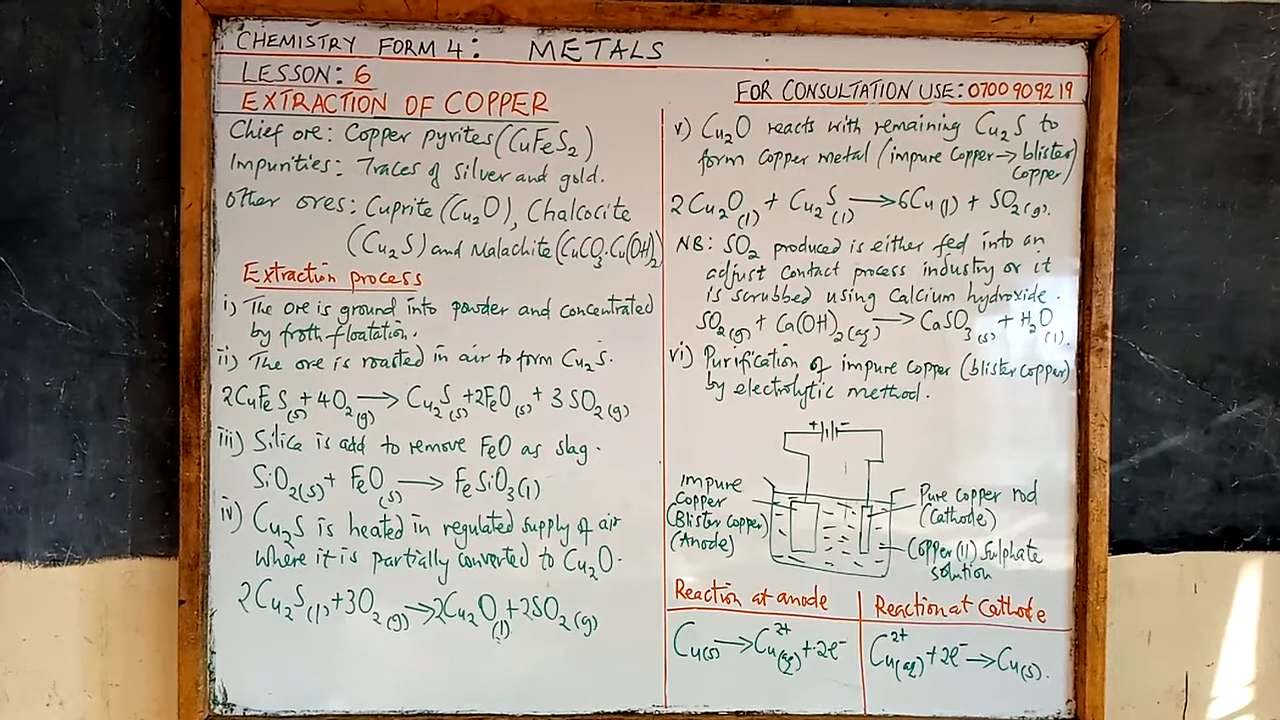 CHEMISTRY FORM 4: METALS
LESSON: 6
EXTRACTION OF COPPER
Chief ore: Copper pyrites (CuFeS₂)
Impurities: Traces of silver and gold.
Other ores: Cuprite (Cu₂O), Chalcocite
(Cu₂S) and Malachite (CuCO₃.Cu(OH)₂)
Extraction process
i) The ore is ground into powder and concentrated
by froth floatation.
ii) The ore is roasted in air to form Cu₂S.
2CuFeS(s) + 4O₂(g) → Cu₂S(s) + 2FeO(s) + 3SO₂(g)
iii) Silica is add to remove FeO as slag.
SiO₂(s) + FeO(s) → FeSiO₃(l)
iv) Cu₂S is heated in regulated supply of air
where it is partially converted to Cu₂O.
2Cu₂S(l) + 3O₂(g) → 2Cu₂O(l) + 2SO₂(g)
FOR CONSULTATION USE: 0700 909219
v) Cu₂O reacts with remaining Cu₂S to
form copper metal (impure copper → blister
copper)
2Cu₂O(l) + Cu₂S(l) → 6Cu(l) + SO₂(g).
NB: SO₂ produced is either fed into an
adjust contact process industry or it
is scrubbed using calcium hydroxide.
SO₂(g) + Ca(OH)₂(aq) → CaSO₃(s) + H₂O(l).
vi) Purification of impure copper (blister copper)
by electrolytic method.
+ -
Impure
Copper
(Blister copper)
(Anode)
Pure copper rod
(Cathode)
Copper (II) sulphate
solution
Reaction at anode
Cu(s) → Cu²⁺(aq) + 2e⁻
Reaction at Cathode
Cu²⁺(aq) + 2e⁻ → Cu(s).